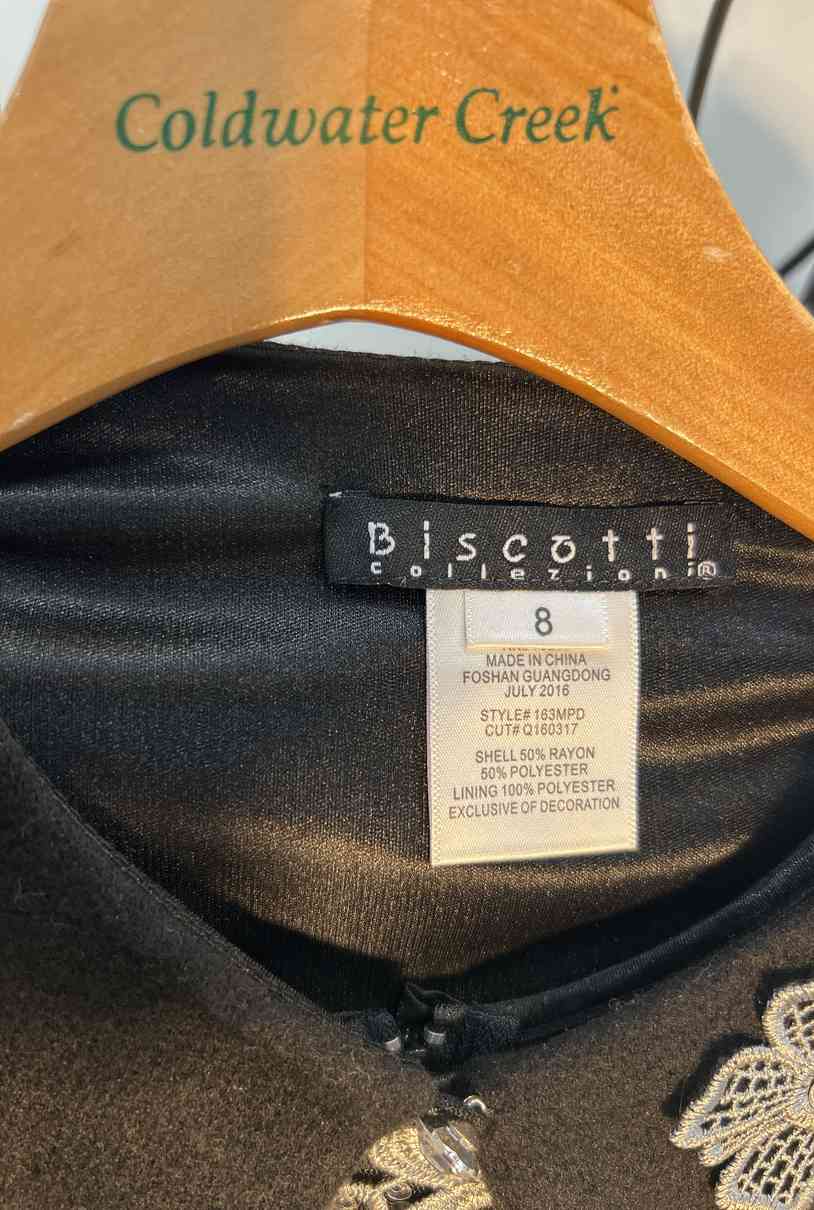 Coldwater Creek
Biscotti
collezioni®
8
MADE IN CHINA
FOSHAN GUANGDONG
JULY 2016
STYLE# 163MPD
CUT# Q160317
SHELL 50% RAYON
50% POLYESTER
LINING 100% POLYESTER
EXCLUSIVE OF DECORATION